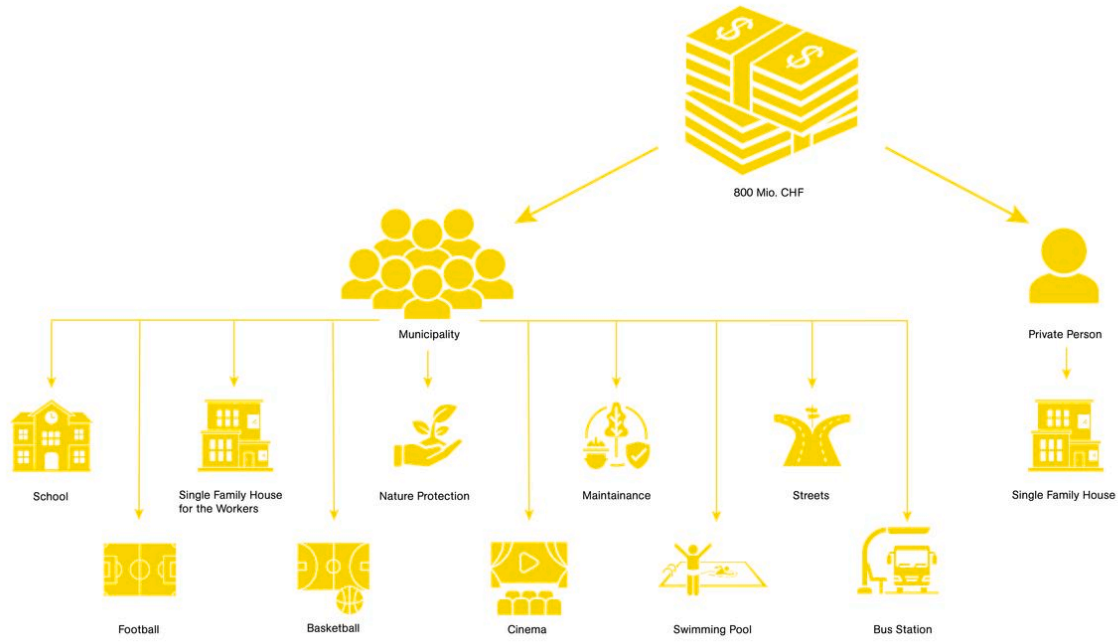 $
$
800 Mio. CHF
Municipality
Private Person
School
Single Family House
for the Workers
Nature Protection
Maintainance
Streets
Single Family House
Football
Basketball
Cinema
Swimming Pool
Bus Station